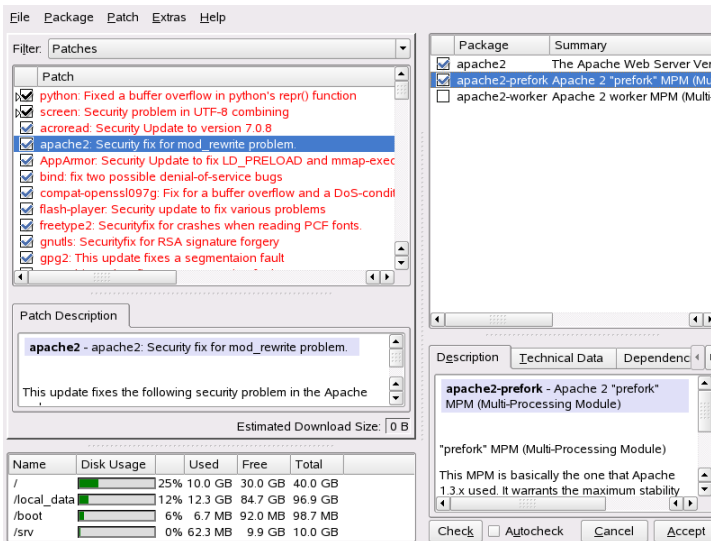 File Package Patch Extras Help
Filter: Patches
Patch
python: Fixed a buffer overflow in python's repr() function
screen: Security problem in UTF-8 combining
acroread: Security Update to version 7.0.8
apache2: Security fix for mod_rewrite problem.
AppArmor: Security Update to fix LD_PRELOAD and mmap-exec
bind: fix two possible denial-of-service bugs
compat-openssl097g: Fix for a buffer overflow and a DoS-condit
flash-player: Security update to fix various problems
freetype2: Securityfix for crashes when reading PCF fonts.
gnutls: Securityfix for RSA signature forgery
gpg2: This update fixes a segmentaion fault
Patch Description
apache2 - apache2: Security fix for mod_rewrite problem.
This update fixes the following security problem in the Apache
Estimated Download Size: 0 B
Name Disk Usage Used Free Total
/ 25% 10.0 GB 30.0 GB 40.0 GB
/local_data 12% 12.3 GB 84.7 GB 96.9 GB
/boot 6% 6.7 MB 92.0 MB 98.7 MB
/srv 0% 62.3 MB 9.9 GB 10.0 GB
Package Summary
apache2 The Apache Web Server Ver
apache2-prefork Apache 2 "prefork" MPM (Mu
apache2-worker Apache 2 worker MPM (Multi
Description Technical Data Dependenc
apache2-prefork - Apache 2 "prefork"
MPM (Multi-Processing Module)
"prefork" MPM (Multi-Processing Module)
This MPM is basically the one that Apache
1.3.x used. It warrants the maximum stability
Check Autocheck Cancel Accept